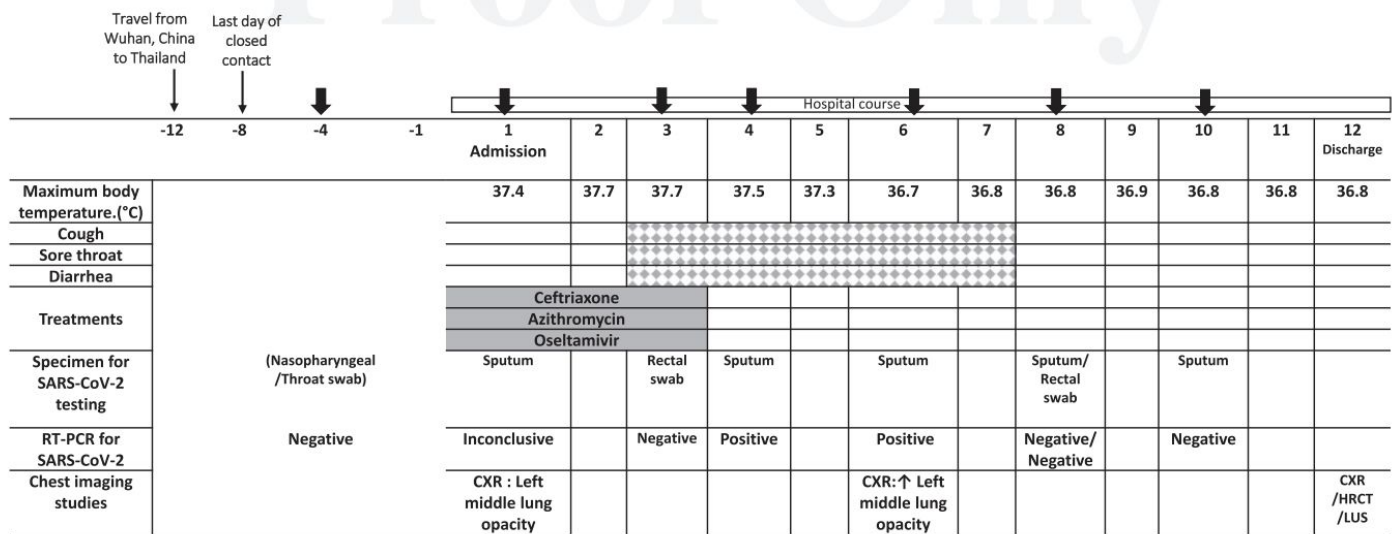 Proof Only
Travel from
Wuhan, China
to Thailand
Last day of
closed
contact
Hospital course
-12 -8 -4 -1 1 2 3 4 5 6 7 8 9 10 11 12
Admission Discharge
Maximum body
temperature.(°C)
37.4 37.7 37.7 37.5 37.3 36.7 36.8 36.8 36.9 36.8 36.8 36.8
Cough
Sore throat
Diarrhea
Treatments
Ceftriaxone
Azithromycin
Oseltamivir
Specimen for
SARS-CoV-2
testing
(Nasopharyngeal
/Throat swab)
Sputum
Rectal
swab
Sputum
Sputum
Sputum/
Rectal
swab
Sputum
RT-PCR for
SARS-CoV-2
Negative
Inconclusive
Negative
Positive
Positive
Negative/
Negative
Negative
Chest imaging
studies
CXR : Left
middle lung
opacity
CXR:↑ Left
middle lung
opacity
CXR
/HRCT
/LUS